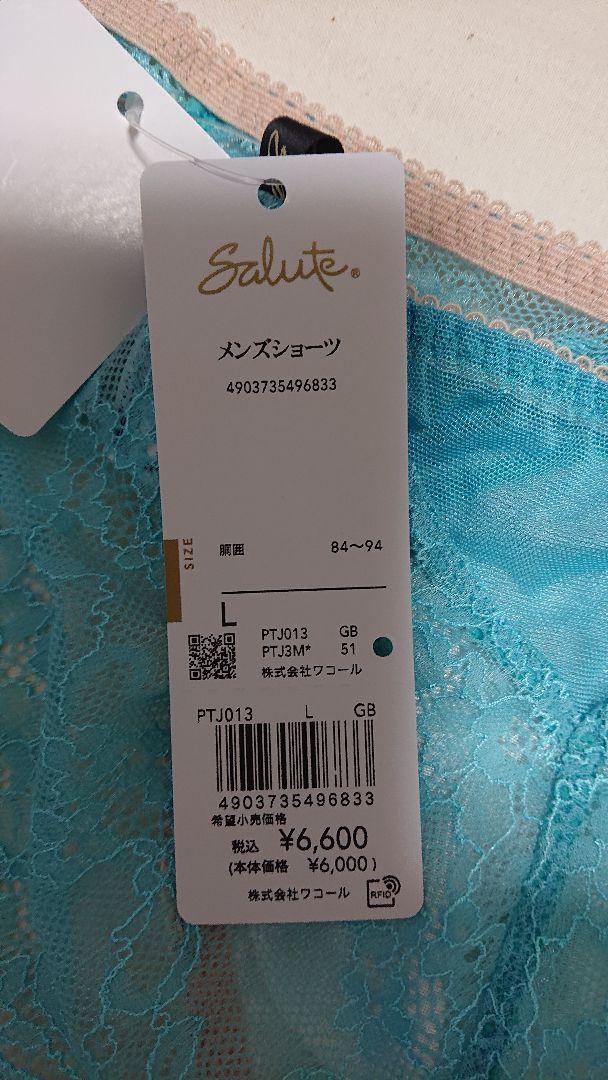 Salute®
メンズショーツ
4903735496833
SIZE
胴囲 84〜94
L
PTJ013 GB
PTJ3M* 51
株式会社ワコール
PTJ013 L GB
4903735496833
希望小売価格
税込 ¥6,600
(本体価格 ¥6,000)
株式会社ワコール
RFID